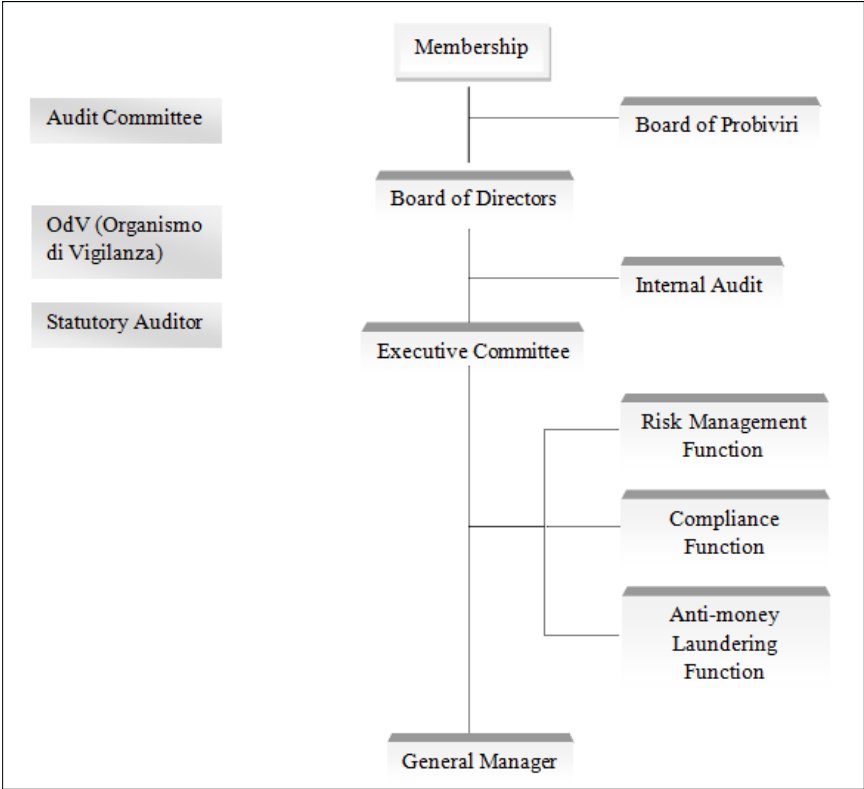 Membership
Audit Committee
Board of Probiviri
Board of Directors
OdV (Organismo
di Vigilanza)
Internal Audit
Statutory Auditor
Executive Committee
Risk Management
Function
Compliance
Function
Anti-money
Laundering
Function
General Manager